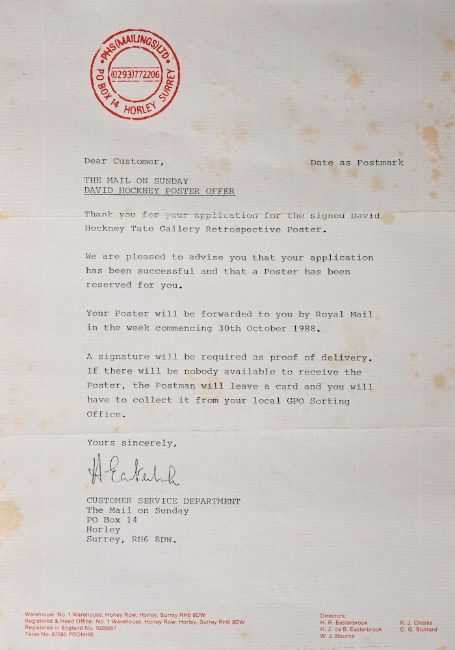 PHS (MAILINGS) LTD
(0293) 772206
PO BOX 14 HORLEY SURREY
Dear Customer, Date as Postmark
THE MAIL ON SUNDAY
DAVID HOCKNEY POSTER OFFER
Thank you for your application for the signed David
Hockney Tate Gallery Retrospective Poster.
We are pleased to advise you that your application
has been successful and that a Poster has been
reserved for you.
Your Poster will be forwarded to you by Royal Mail
in the week commencing 30th October 1988.
A signature will be required as proof of delivery.
If there will be nobody available to receive the
Poster, the Postman will leave a card and you will
have to collect it from your local GPO Sorting
Office.
Yours sincerely,
CUSTOMER SERVICE DEPARTMENT
The Mail on Sunday
PO Box 14
Horley
Surrey, RH6 8DW.
Warehouse: No. 1 Warehouse, Horley Row, Horley, Surrey RH6 8DW
Registered & Head Office: No. 1 Warehouse, Horley Row, Horley, Surrey RH6 8DW
Registered in England.No. 1626057
Telex No. 87585 PROMHS
Directors:
H. R. Easterbrook R. J. Challis
H. J. de B. Easterbrook C. G. Stuttard
W. J. Bourne